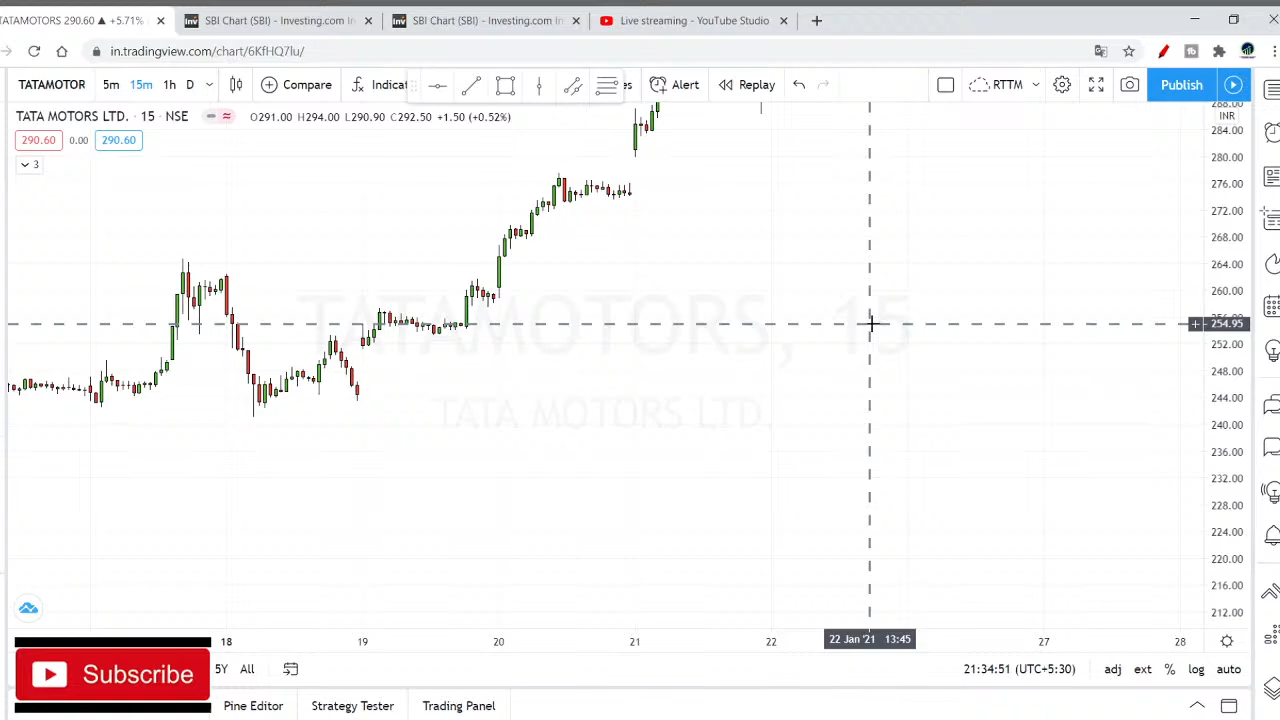 TATAMOTORS 290.60 ▲ +5.71%
SBI Chart (SBI) - Investing.com In
SBI Chart (SBI) - Investing.com In
Live streaming - YouTube Studio
in.tradingview.com/chart/6KfHQ7lu/
TATAMOTOR 5m 15m 1h D Compare Indicat es Alert Replay RTTM Publish
TATA MOTORS LTD. · 15 · NSE O291.00 H294.00 L290.90 C292.50 +1.50 (+0.52%)
290.60 0.00 290.60
3
288.00
INR
284.00
280.00
276.00
272.00
268.00
264.00
260.00
256.00
254.95
252.00
248.00
244.00
240.00
236.00
232.00
228.00
224.00
220.00
216.00
212.00
TATAMOTORS, 15
TATA MOTORS LTD.
18 19 20 21 22 22 Jan '21 13:45 27 28
5Y All 21:34:51 (UTC+5:30) adj ext % log auto
Subscribe
Pine Editor Strategy Tester Trading Panel